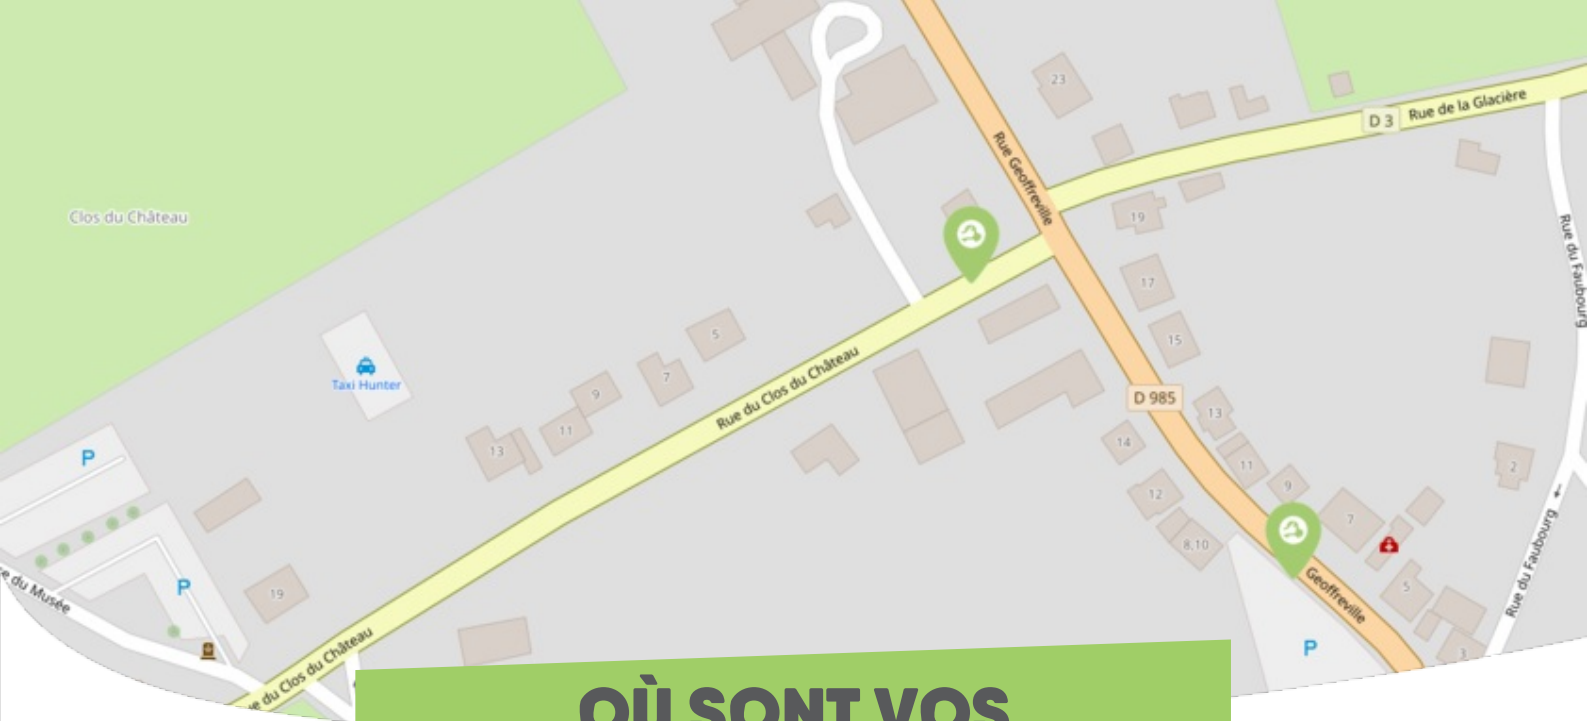 23
D 3
Rue de la Glacière
Rue Geoffreville
Clos du Château
19
Rue du Faubourg
17
5
15
Rue du Clos du Château
7
Taxi Hunter
9
D 985
13
11
14
13
P
11
2
9
12
7
8,10
P
du Musée
19
5
Geoffreville
Rue du Faubourg
P
3
du Clos du Château
OÙ SONT VOS